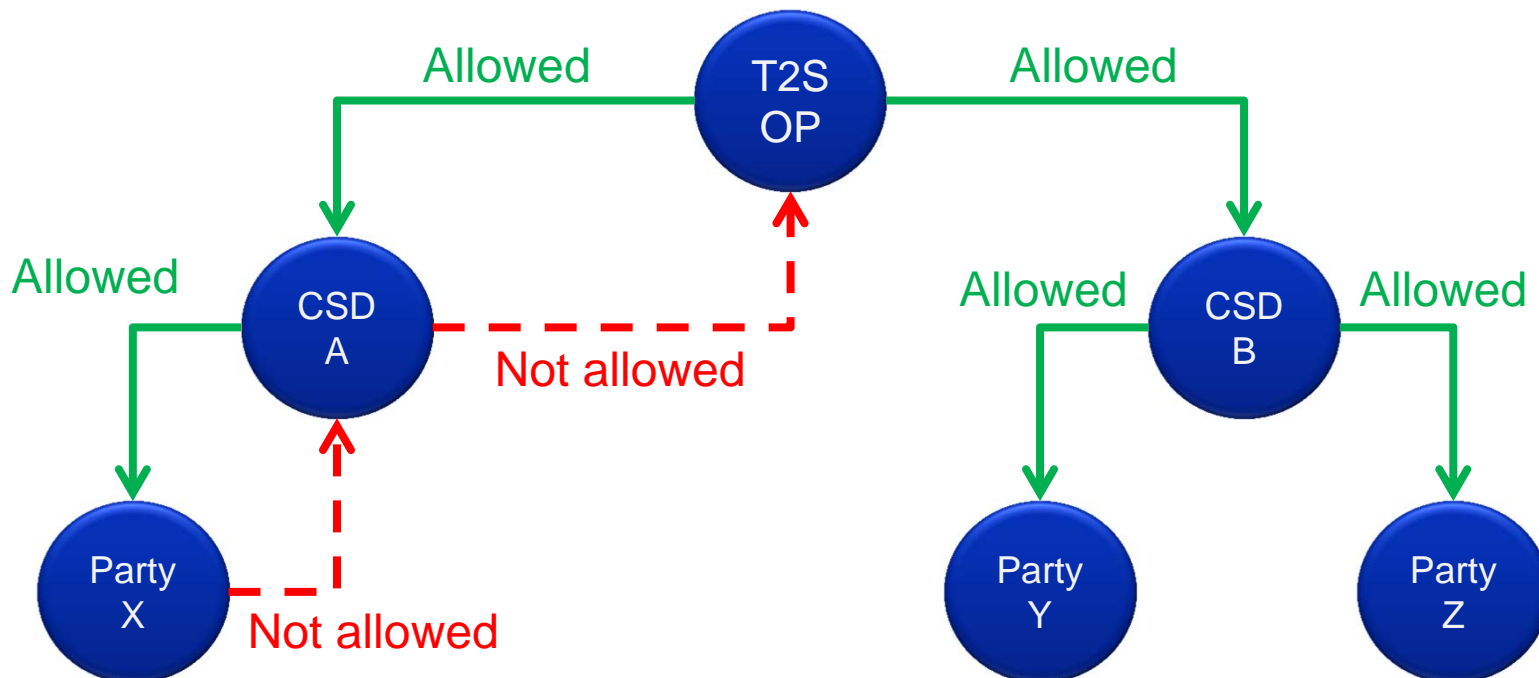 Allowed
T2S
OP
Allowed
Allowed
CSD
A
Not allowed
Allowed
CSD
B
Allowed
Party
X
Not allowed
Party
Y
Party
Z